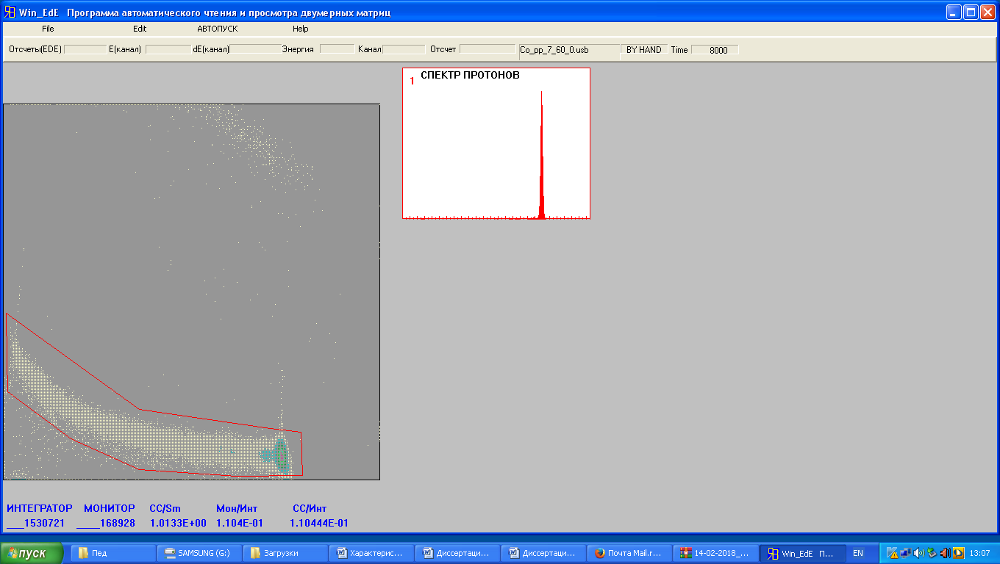 Win_EdE Программа автоматического чтения и просмотра двумерных матриц
File Edit АВТОПУСК Help
Отсчеты(EDE) E(канал) dE(канал) Энергия Канал Отсчет Co_pp_7_60_0.usb BY HAND Time 8000
1 СПЕКТР ПРОТОНОВ
ИНТЕГРАТОР МОНИТОР СС/Sm Мон/Инт СС/Инт
___1530721 ____168928 1.0133E+00 1.104E-01 1.10444E-01
пуск Пед SAMSUNG (G:) Загрузки Характерис... Диссертаци... Диссертаци... Почта Mail.r... 14-02-2018_... Win_EdE П... EN 13:07